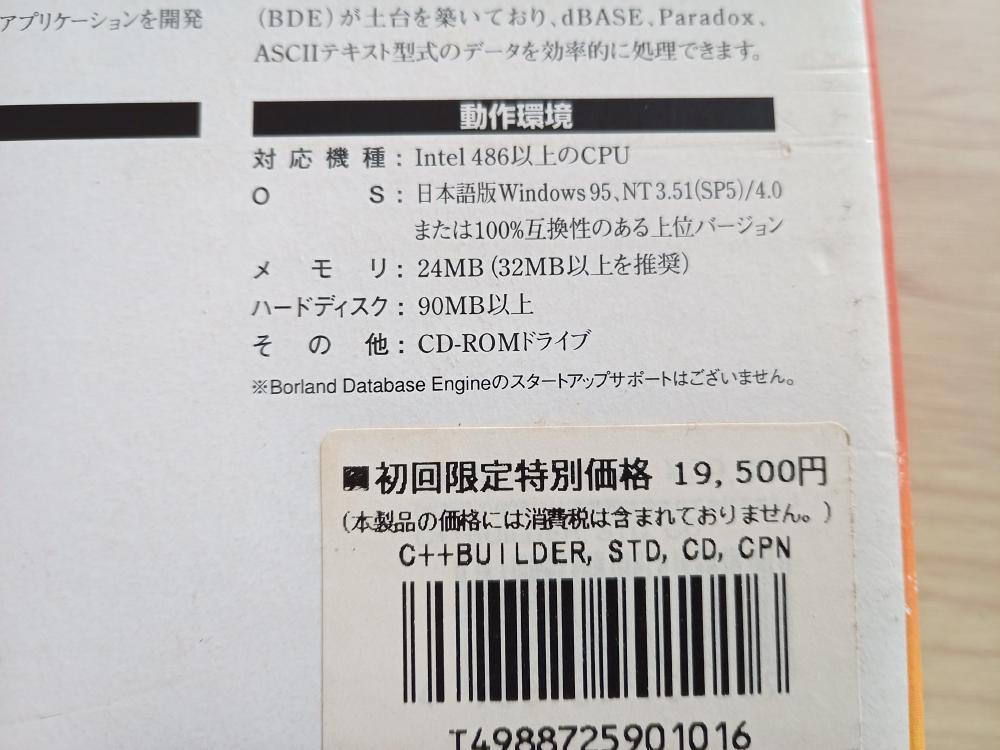 アプリケーションを開発
(BDE)が土台を築いており、dBASE、Paradox、
ASCIIテキスト型式のデータを効率的に処理できます。
動作環境
対応機種：Intel 486以上のCPU
O S：日本語版Windows 95、NT 3.51(SP5)/4.0
または100%互換性のある上位バージョン
メモリ：24MB (32MB以上を推奨)
ハードディスク：90MB以上
その他：CD-ROMドライブ
※Borland Database Engineのスタートアップサポートはございません。
初回限定特別価格 19,500円
(本製品の価格には消費税は含まれておりません。)
C++BUILDER, STD, CD, CPN
T4988725901016